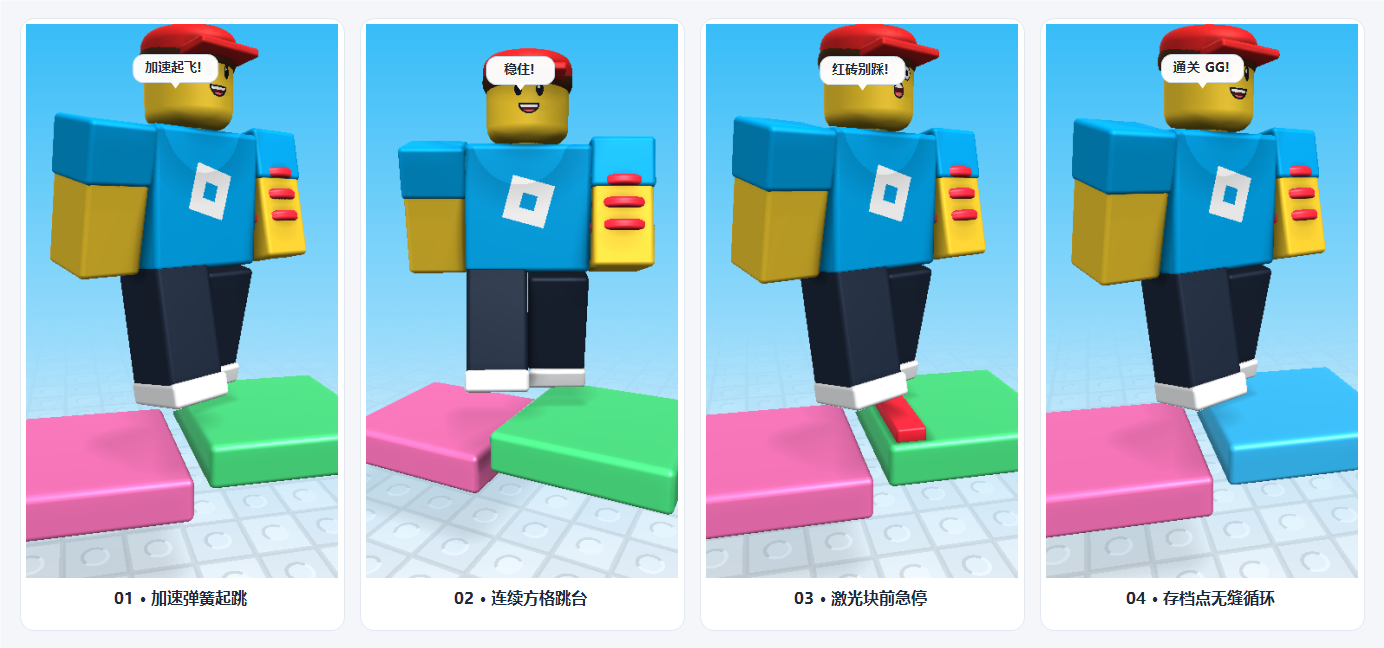 加速起飞!
稳住!
红砖别踩!
通关 GG!
01 • 加速弹簧起跳
02 • 连续方格跳台
03 • 激光块前急停
04 • 存档点无缝循环